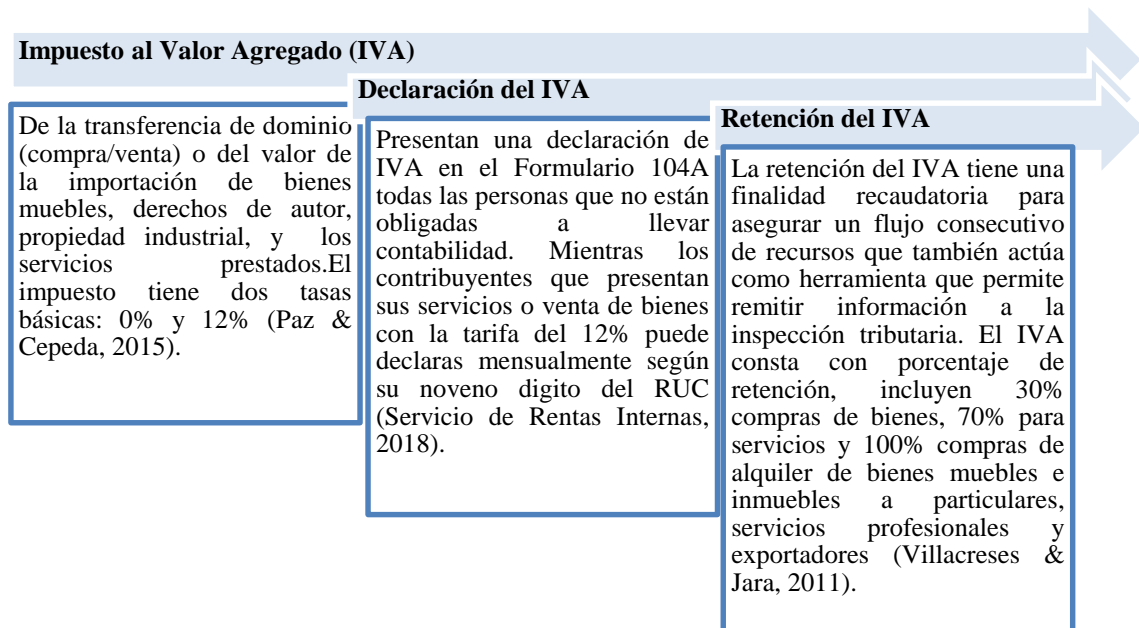 Impuesto al Valor Agregado (IVA)
De la transferencia de dominio
(compra/venta) o del valor de
la importación de bienes
muebles, derechos de autor,
propiedad industrial, y los
servicios prestados.El
impuesto tiene dos tasas
básicas: 0% y 12% (Paz &
Cepeda, 2015).
Declaración del IVA
Presentan una declaración de
IVA en el Formulario 104A
todas las personas que no están
obligadas a llevar
contabilidad. Mientras los
contribuyentes que presentan
sus servicios o venta de bienes
con la tarifa del 12% puede
declaras mensualmente según
su noveno digito del RUC
(Servicio de Rentas Internas,
2018).
Retención del IVA
La retención del IVA tiene una
finalidad recaudatoria para
asegurar un flujo consecutivo
de recursos que también actúa
como herramienta que permite
remitir información a la
inspección tributaria. El IVA
consta con porcentaje de
retención, incluyen 30%
compras de bienes, 70% para
servicios y 100% compras de
alquiler de bienes muebles e
inmuebles a particulares,
servicios profesionales y
exportadores (Villacreses &
Jara, 2011).